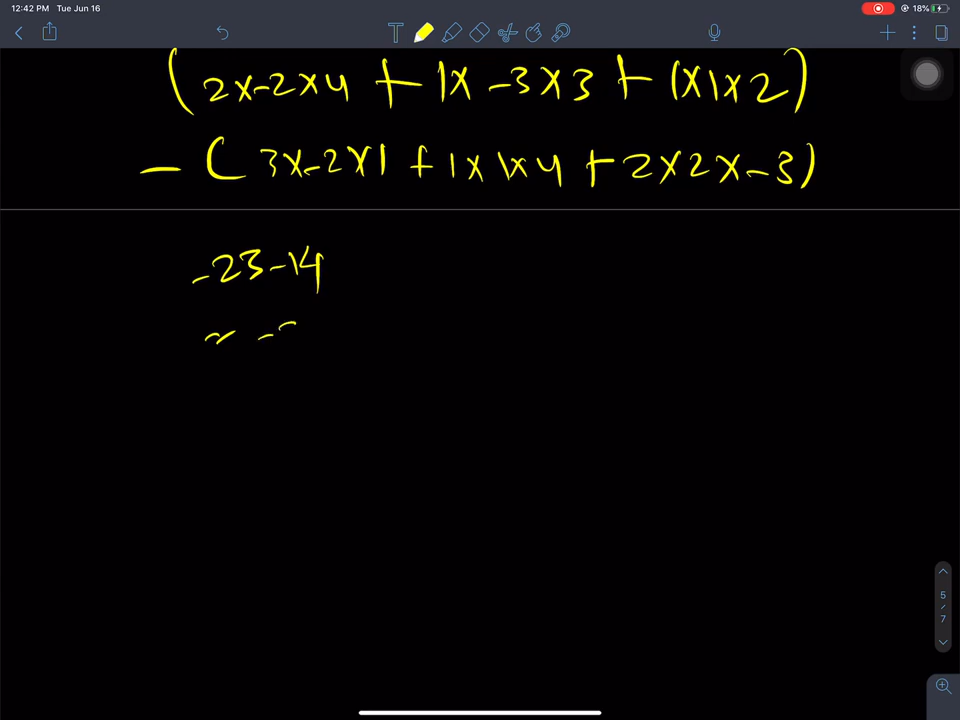 12:42 PM Tue Jun 16
18%
T
(2x-2x4 + 1x-3x3 + 1x1x2)
- (3x-2x1 + 1x1x4 + 2x2x-3)
-23-14
5
/
7